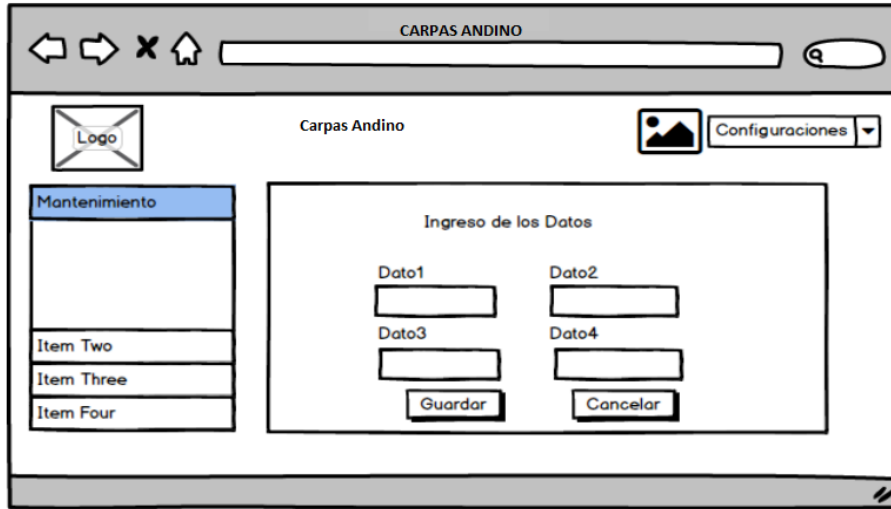 CARPAS ANDINO
Logo
Carpas Andino
Configuraciones
Mantenimiento
Item Two
Item Three
Item Four
Ingreso de los Datos
Dato1
Dato2
Dato3
Dato4
Guardar
Cancelar